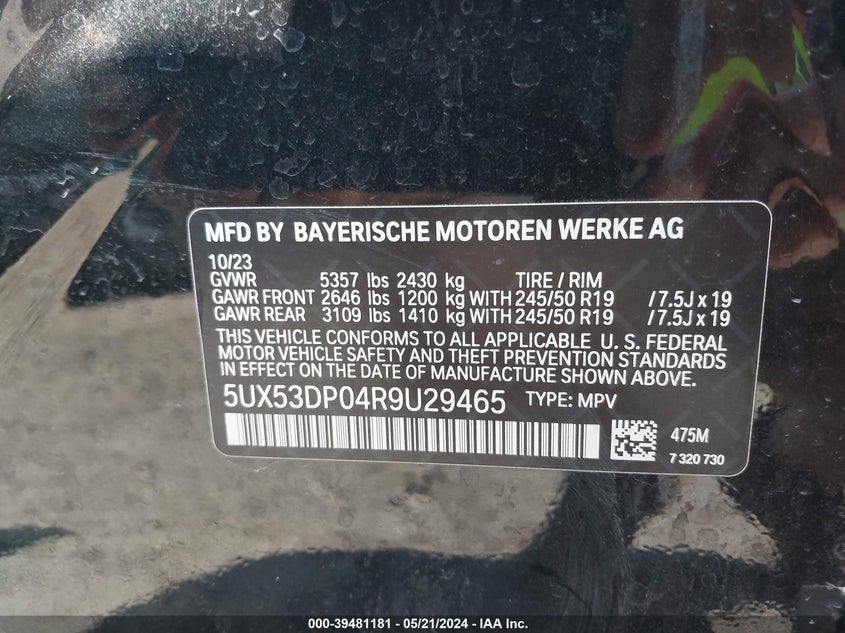 MFD BY BAYERISCHE MOTOREN WERKE AG
10/23
GVWR 5357 lbs 2430 kg TIRE / RIM
GAWR FRONT 2646 lbs 1200 kg WITH 245/50 R19 /7.5J x 19
GAWR REAR 3109 lbs 1410 kg WITH 245/50 R19 /7.5J x 19
THIS VEHICLE CONFORMS TO ALL APPLICABLE U. S. FEDERAL
MOTOR VEHICLE SAFETY AND THEFT PREVENTION STANDARDS
IN EFFECT ON THE DATE OF MANUFACTURE SHOWN ABOVE.
5UX53DP04R9U29465 TYPE: MPV
475M
7 320 730
000-39481181 - 05/21/2024 - IAA Inc.